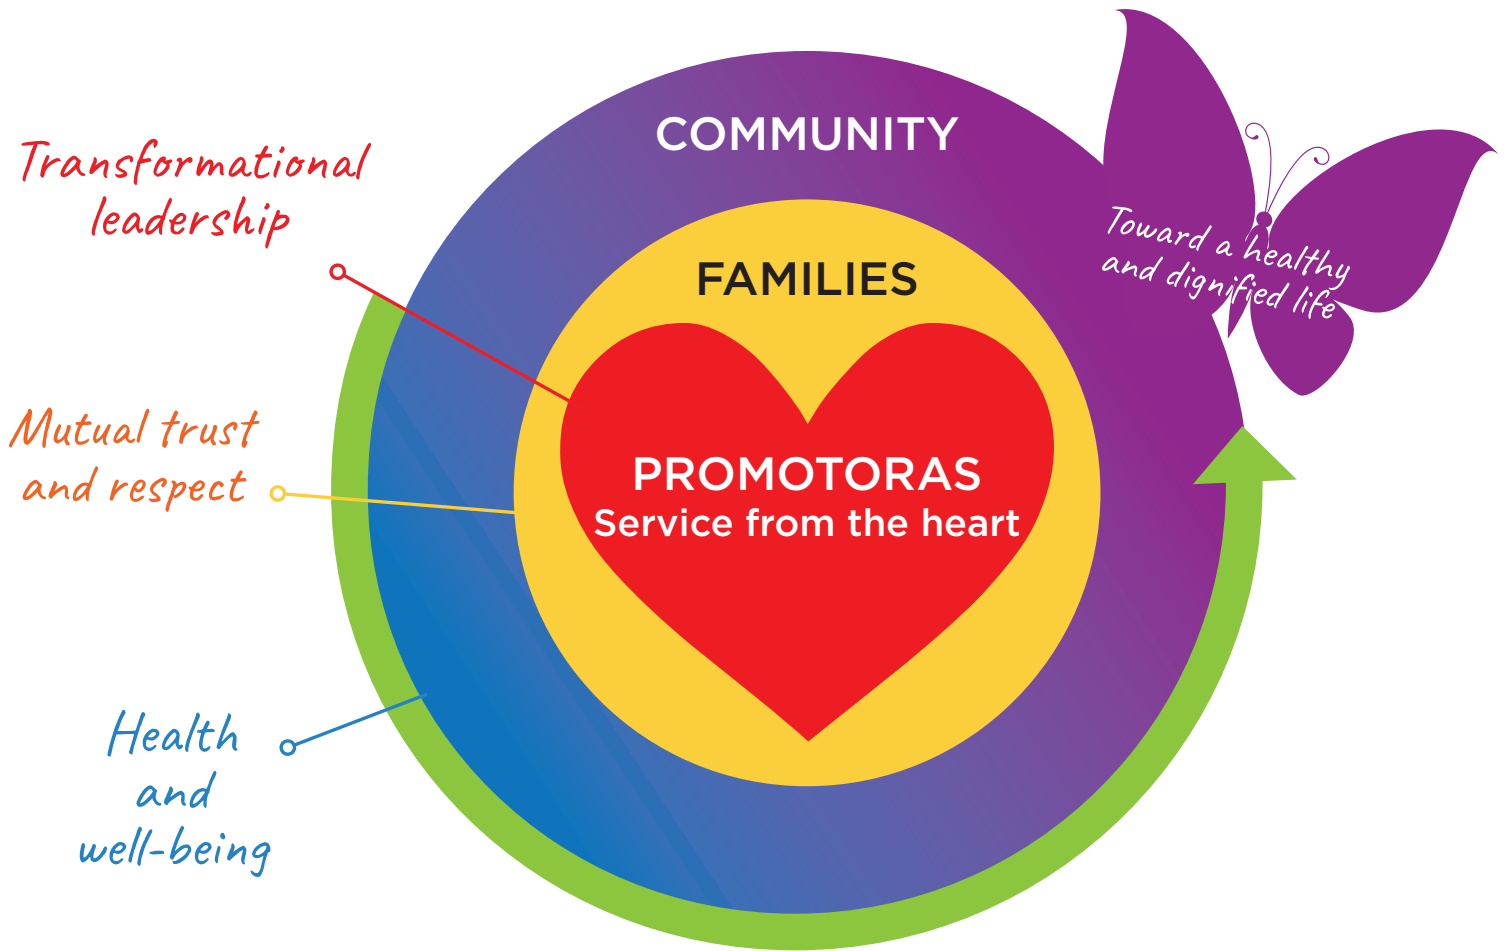 COMMUNITY
Transformational
leadership
Toward a healthy
and dignified life
FAMILIES
Mutual trust
and respect
PROMOTORAS
Service from the heart
Health
and
well-being